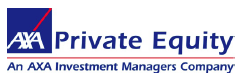 AXA Private Equity
An AXA Investment Managers Company